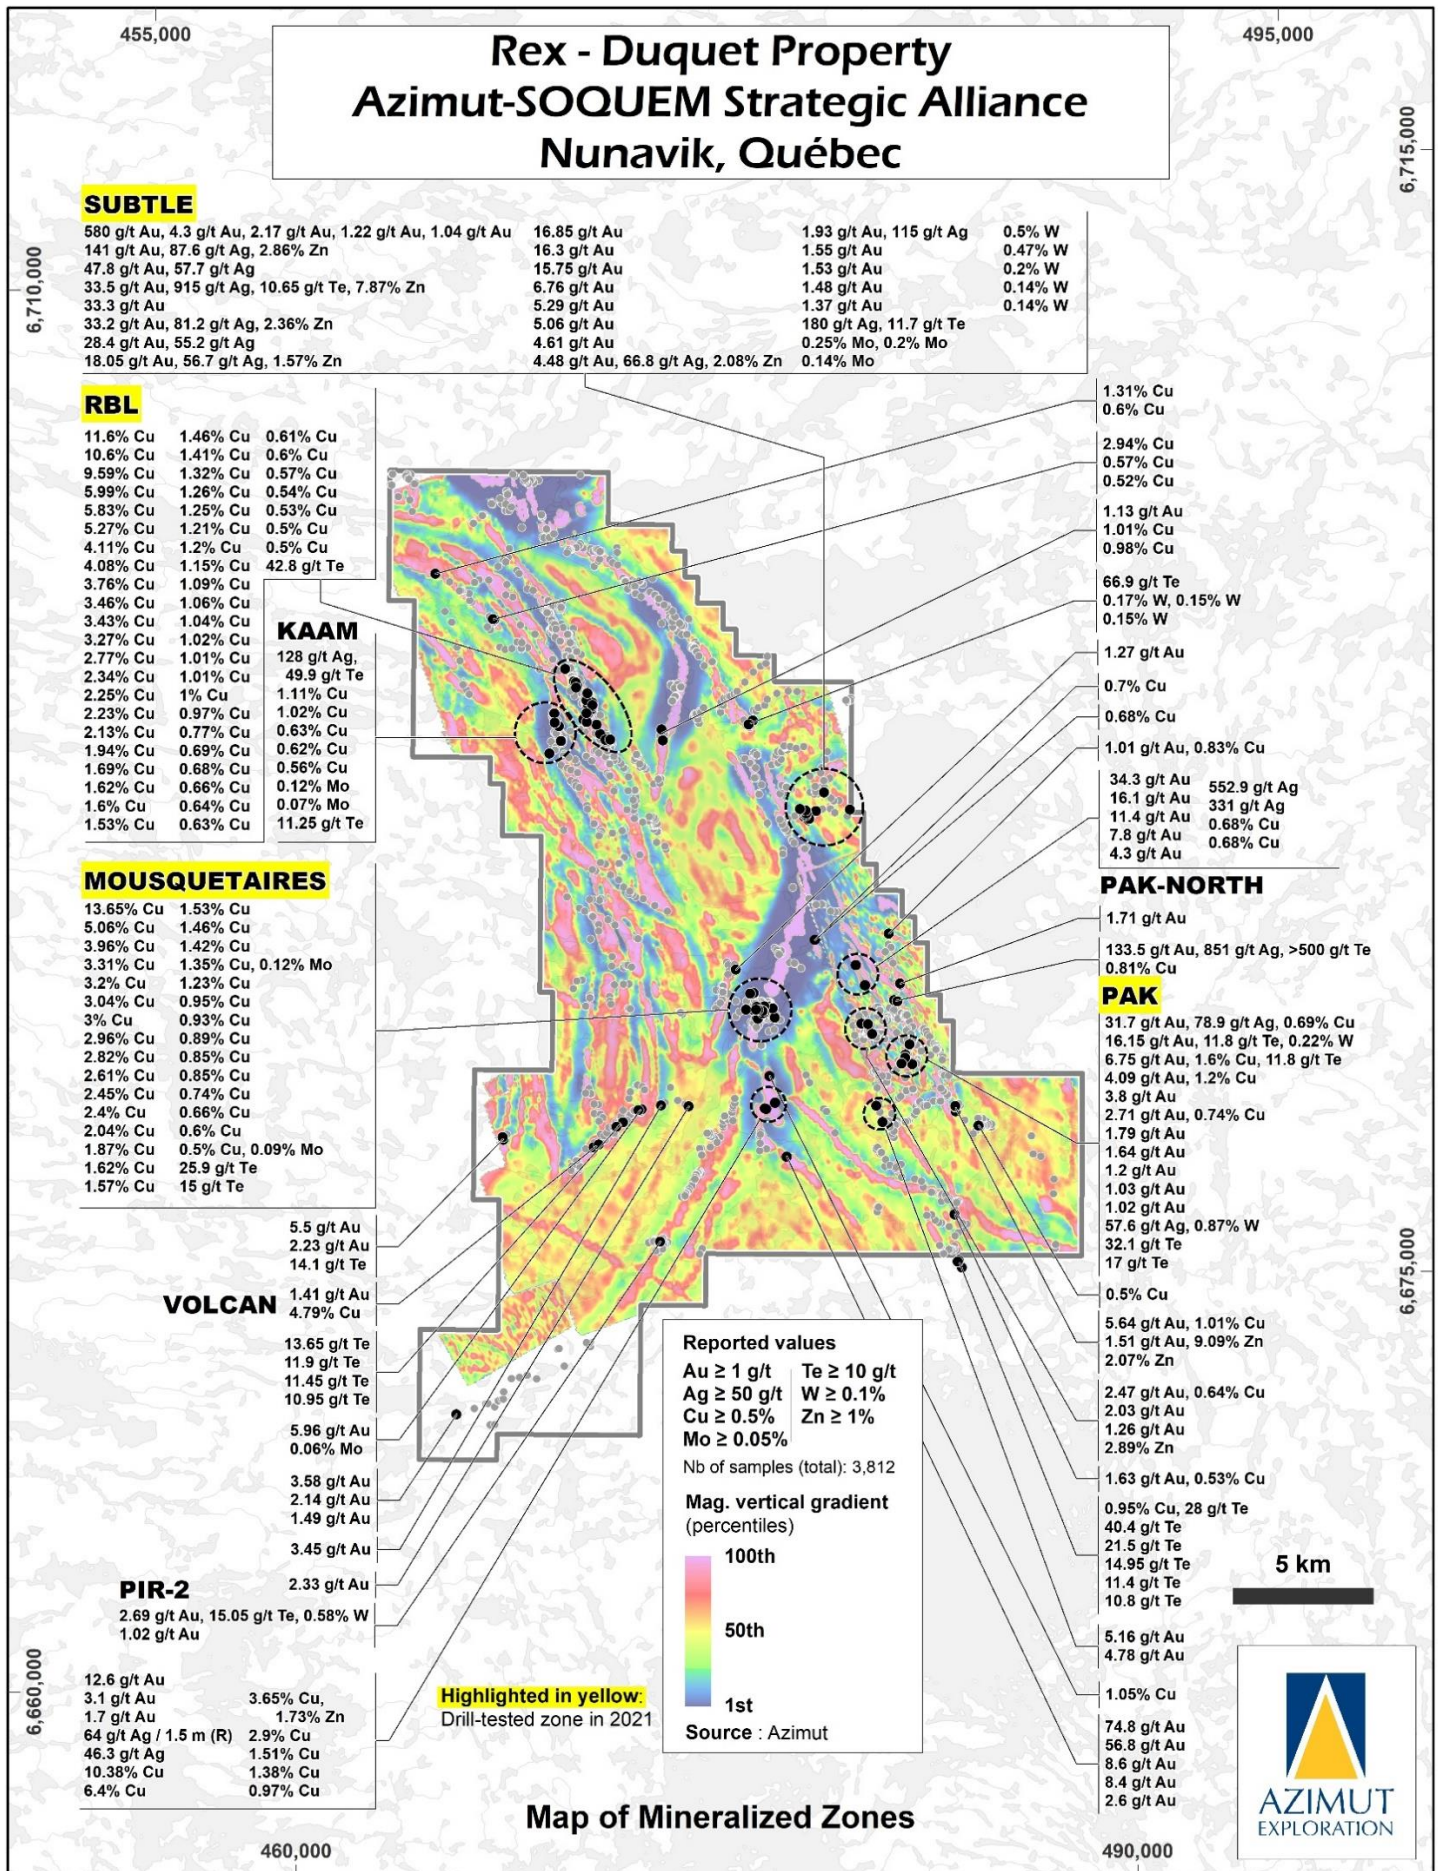 455,000
495,000
Rex - Duquet Property
Azimut-SOQUEM Strategic Alliance
Nunavik, Québec
6,715,000
6,710,000
SUBTLE
580 g/t Au, 4.3 g/t Au, 2.17 g/t Au, 1.22 g/t Au, 1.04 g/t Au
141 g/t Au, 87.6 g/t Ag, 2.86% Zn
47.8 g/t Au, 57.7 g/t Ag
33.5 g/t Au, 915 g/t Ag, 10.65 g/t Te, 7.87% Zn
33.3 g/t Au
33.2 g/t Au, 81.2 g/t Ag, 2.36% Zn
28.4 g/t Au, 55.2 g/t Ag
18.05 g/t Au, 56.7 g/t Ag, 1.57% Zn
16.85 g/t Au
16.3 g/t Au
15.75 g/t Au
6.76 g/t Au
5.29 g/t Au
5.06 g/t Au
4.61 g/t Au
4.48 g/t Au, 66.8 g/t Ag, 2.08% Zn
1.93 g/t Au, 115 g/t Ag
1.55 g/t Au
1.53 g/t Au
1.48 g/t Au
1.37 g/t Au
180 g/t Ag, 11.7 g/t Te
0.25% Mo, 0.2% Mo
0.14% Mo
0.5% W
0.47% W
0.2% W
0.14% W
0.14% W
RBL
11.6% Cu 1.46% Cu 0.61% Cu
10.6% Cu 1.41% Cu 0.6% Cu
9.59% Cu 1.32% Cu 0.57% Cu
5.99% Cu 1.26% Cu 0.54% Cu
5.83% Cu 1.25% Cu 0.53% Cu
5.27% Cu 1.21% Cu 0.5% Cu
4.11% Cu 1.2% Cu 0.5% Cu
4.08% Cu 1.15% Cu 42.8 g/t Te
3.76% Cu 1.09% Cu
3.46% Cu 1.06% Cu
3.43% Cu 1.04% Cu
3.27% Cu 1.02% Cu
2.77% Cu 1.01% Cu
2.34% Cu 1.01% Cu
2.25% Cu 1% Cu
2.23% Cu 0.97% Cu
2.13% Cu 0.77% Cu
1.94% Cu 0.69% Cu
1.69% Cu 0.68% Cu
1.62% Cu 0.66% Cu
1.6% Cu 0.64% Cu
1.53% Cu 0.63% Cu
KAAM
128 g/t Ag,
49.9 g/t Te
1.11% Cu
1.02% Cu
0.63% Cu
0.62% Cu
0.56% Cu
0.12% Mo
0.07% Mo
11.25 g/t Te
MOUSQUETAIRES
13.65% Cu 1.53% Cu
5.06% Cu 1.46% Cu
3.96% Cu 1.42% Cu
3.31% Cu 1.35% Cu, 0.12% Mo
3.2% Cu 1.23% Cu
3.04% Cu 0.95% Cu
3% Cu 0.93% Cu
2.96% Cu 0.89% Cu
2.82% Cu 0.85% Cu
2.61% Cu 0.85% Cu
2.45% Cu 0.74% Cu
2.4% Cu 0.66% Cu
2.04% Cu 0.6% Cu
1.87% Cu 0.5% Cu, 0.09% Mo
1.62% Cu 25.9 g/t Te
1.57% Cu 15 g/t Te
5.5 g/t Au
2.23 g/t Au
14.1 g/t Te
VOLCAN
1.41 g/t Au
4.79% Cu
13.65 g/t Te
11.9 g/t Te
11.45 g/t Te
10.95 g/t Te
5.96 g/t Au
0.06% Mo
3.58 g/t Au
2.14 g/t Au
1.49 g/t Au
3.45 g/t Au
2.33 g/t Au
PIR-2
2.69 g/t Au, 15.05 g/t Te, 0.58% W
1.02 g/t Au
12.6 g/t Au
3.1 g/t Au
1.7 g/t Au
64 g/t Ag / 1.5 m (R)
46.3 g/t Ag
10.38% Cu
6.4% Cu
3.65% Cu,
1.73% Zn
2.9% Cu
1.51% Cu
1.38% Cu
0.97% Cu
1.31% Cu
0.6% Cu
2.94% Cu
0.57% Cu
0.52% Cu
1.13 g/t Au
1.01% Cu
0.98% Cu
66.9 g/t Te
0.17% W, 0.15% W
0.15% W
1.27 g/t Au
0.7% Cu
0.68% Cu
1.01 g/t Au, 0.83% Cu
34.3 g/t Au
16.1 g/t Au
11.4 g/t Au
7.8 g/t Au
4.3 g/t Au
552.9 g/t Ag
331 g/t Ag
0.68% Cu
0.68% Cu
PAK-NORTH
1.71 g/t Au
133.5 g/t Au, 851 g/t Ag, >500 g/t Te
0.81% Cu
PAK
31.7 g/t Au, 78.9 g/t Ag, 0.69% Cu
16.15 g/t Au, 11.8 g/t Te, 0.22% W
6.75 g/t Au, 1.6% Cu, 11.8 g/t Te
4.09 g/t Au, 1.2% Cu
3.8 g/t Au
2.71 g/t Au, 0.74% Cu
1.79 g/t Au
1.64 g/t Au
1.2 g/t Au
1.03 g/t Au
1.02 g/t Au
57.6 g/t Ag, 0.87% W
32.1 g/t Te
17 g/t Te
0.5% Cu
5.64 g/t Au, 1.01% Cu
1.51 g/t Au, 9.09% Zn
2.07% Zn
2.47 g/t Au, 0.64% Cu
2.03 g/t Au
1.26 g/t Au
2.89% Zn
1.63 g/t Au, 0.53% Cu
0.95% Cu, 28 g/t Te
40.4 g/t Te
21.5 g/t Te
14.95 g/t Te
11.4 g/t Te
10.8 g/t Te
5.16 g/t Au
4.78 g/t Au
1.05% Cu
74.8 g/t Au
56.8 g/t Au
8.6 g/t Au
8.4 g/t Au
2.6 g/t Au
6,675,000
Reported values
Au ≥ 1 g/t Te ≥ 10 g/t
Ag ≥ 50 g/t W ≥ 0.1%
Cu ≥ 0.5% Zn ≥ 1%
Mo ≥ 0.05%
Nb of samples (total): 3,812
Mag. vertical gradient
(percentiles)
100th
50th
1st
Source : Azimut
5 km
6,660,000
Highlighted in yellow:
Drill-tested zone in 2021
Map of Mineralized Zones
AZIMUT
EXPLORATION
460,000
490,000